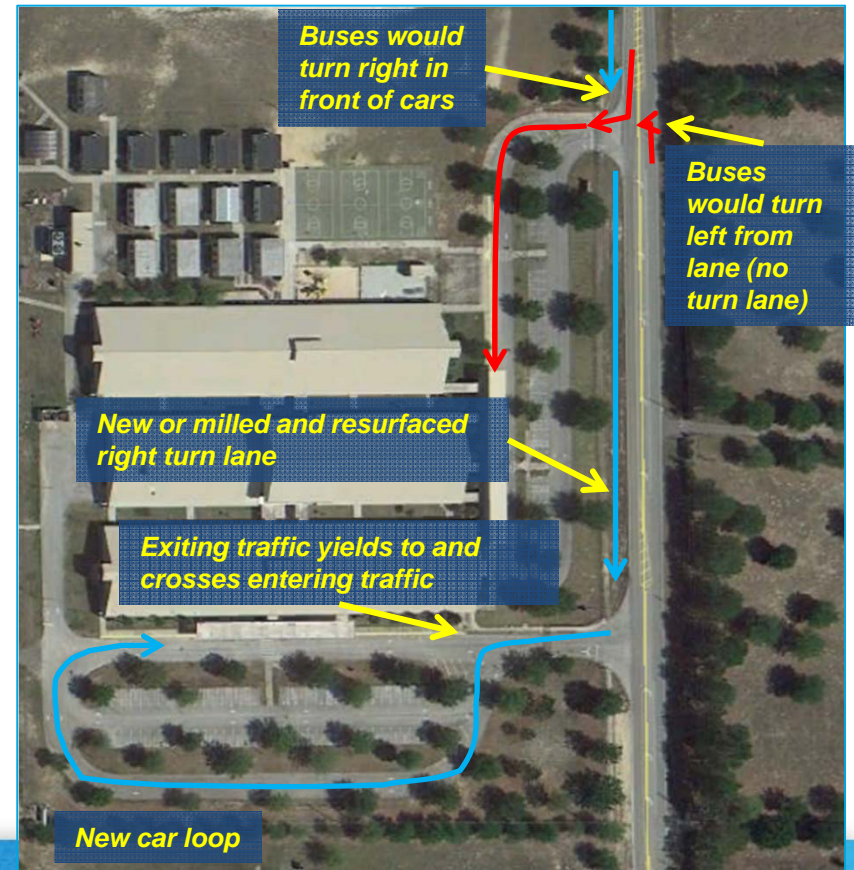 Buses would
turn right in
front of cars
Buses
would turn
left from
lane (no
turn lane)
New or milled and resurfaced
right turn lane
Exiting traffic yields to and
crosses entering traffic
New car loop